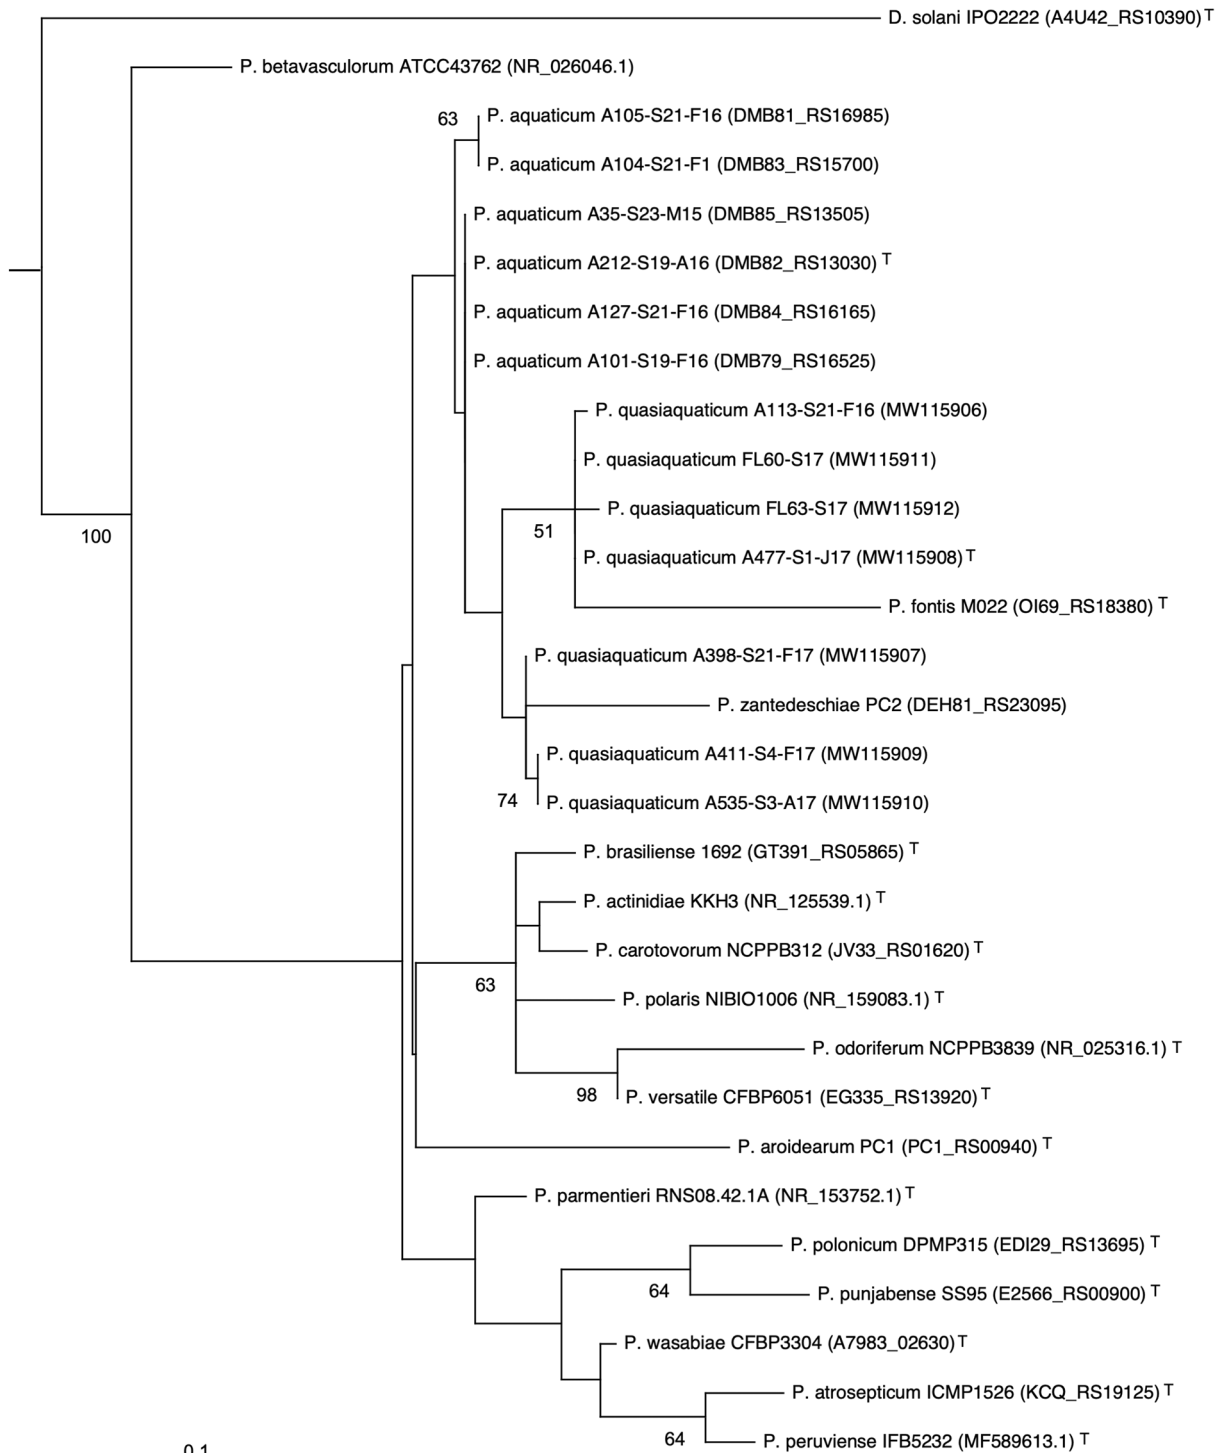 D. solani IPO2222 (A4U42_RS10390) T
P. betavasculorum ATCC43762 (NR_026046.1)
63
P. aquaticum A105-S21-F16 (DMB81_RS16985)
P. aquaticum A104-S21-F1 (DMB83_RS15700)
P. aquaticum A35-S23-M15 (DMB85_RS13505)
P. aquaticum A212-S19-A16 (DMB82_RS13030) T
P. aquaticum A127-S21-F16 (DMB84_RS16165)
P. aquaticum A101-S19-F16 (DMB79_RS16525)
P. quasiaquaticum A113-S21-F16 (MW115906)
P. quasiaquaticum FL60-S17 (MW115911)
P. quasiaquaticum FL63-S17 (MW115912)
100
51
P. quasiaquaticum A477-S1-J17 (MW115908) T
P. fontis M022 (OI69_RS18380) T
P. quasiaquaticum A398-S21-F17 (MW115907)
P. zantedeschiae PC2 (DEH81_RS23095)
P. quasiaquaticum A411-S4-F17 (MW115909)
74
P. quasiaquaticum A535-S3-A17 (MW115910)
P. brasiliense 1692 (GT391_RS05865) T
P. actinidiae KKH3 (NR_125539.1) T
P. carotovorum NCPPB312 (JV33_RS01620) T
63
P. polaris NIBIO1006 (NR_159083.1) T
P. odoriferum NCPPB3839 (NR_025316.1) T
98
P. versatile CFBP6051 (EG335_RS13920) T
P. aroidearum PC1 (PC1_RS00940) T
P. parmentieri RNS08.42.1A (NR_153752.1) T
P. polonicum DPMP315 (EDI29_RS13695) T
64
P. punjabense SS95 (E2566_RS00900) T
P. wasabiae CFBP3304 (A7983_02630) T
P. atrosepticum ICMP1526 (KCQ_RS19125) T
64
P. peruviense IFB5232 (MF589613.1) T
0.1